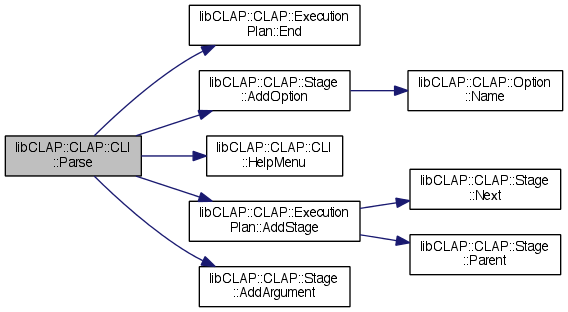 libCLAP::CLAP::CLI
::Parse
libCLAP::CLAP::Execution
Plan::End
libCLAP::CLAP::Stage
::AddOption
libCLAP::CLAP::Option
::Name
libCLAP::CLAP::CLI
::HelpMenu
libCLAP::CLAP::Execution
Plan::AddStage
libCLAP::CLAP::Stage
::Next
libCLAP::CLAP::Stage
::Parent
libCLAP::CLAP::Stage
::AddArgument